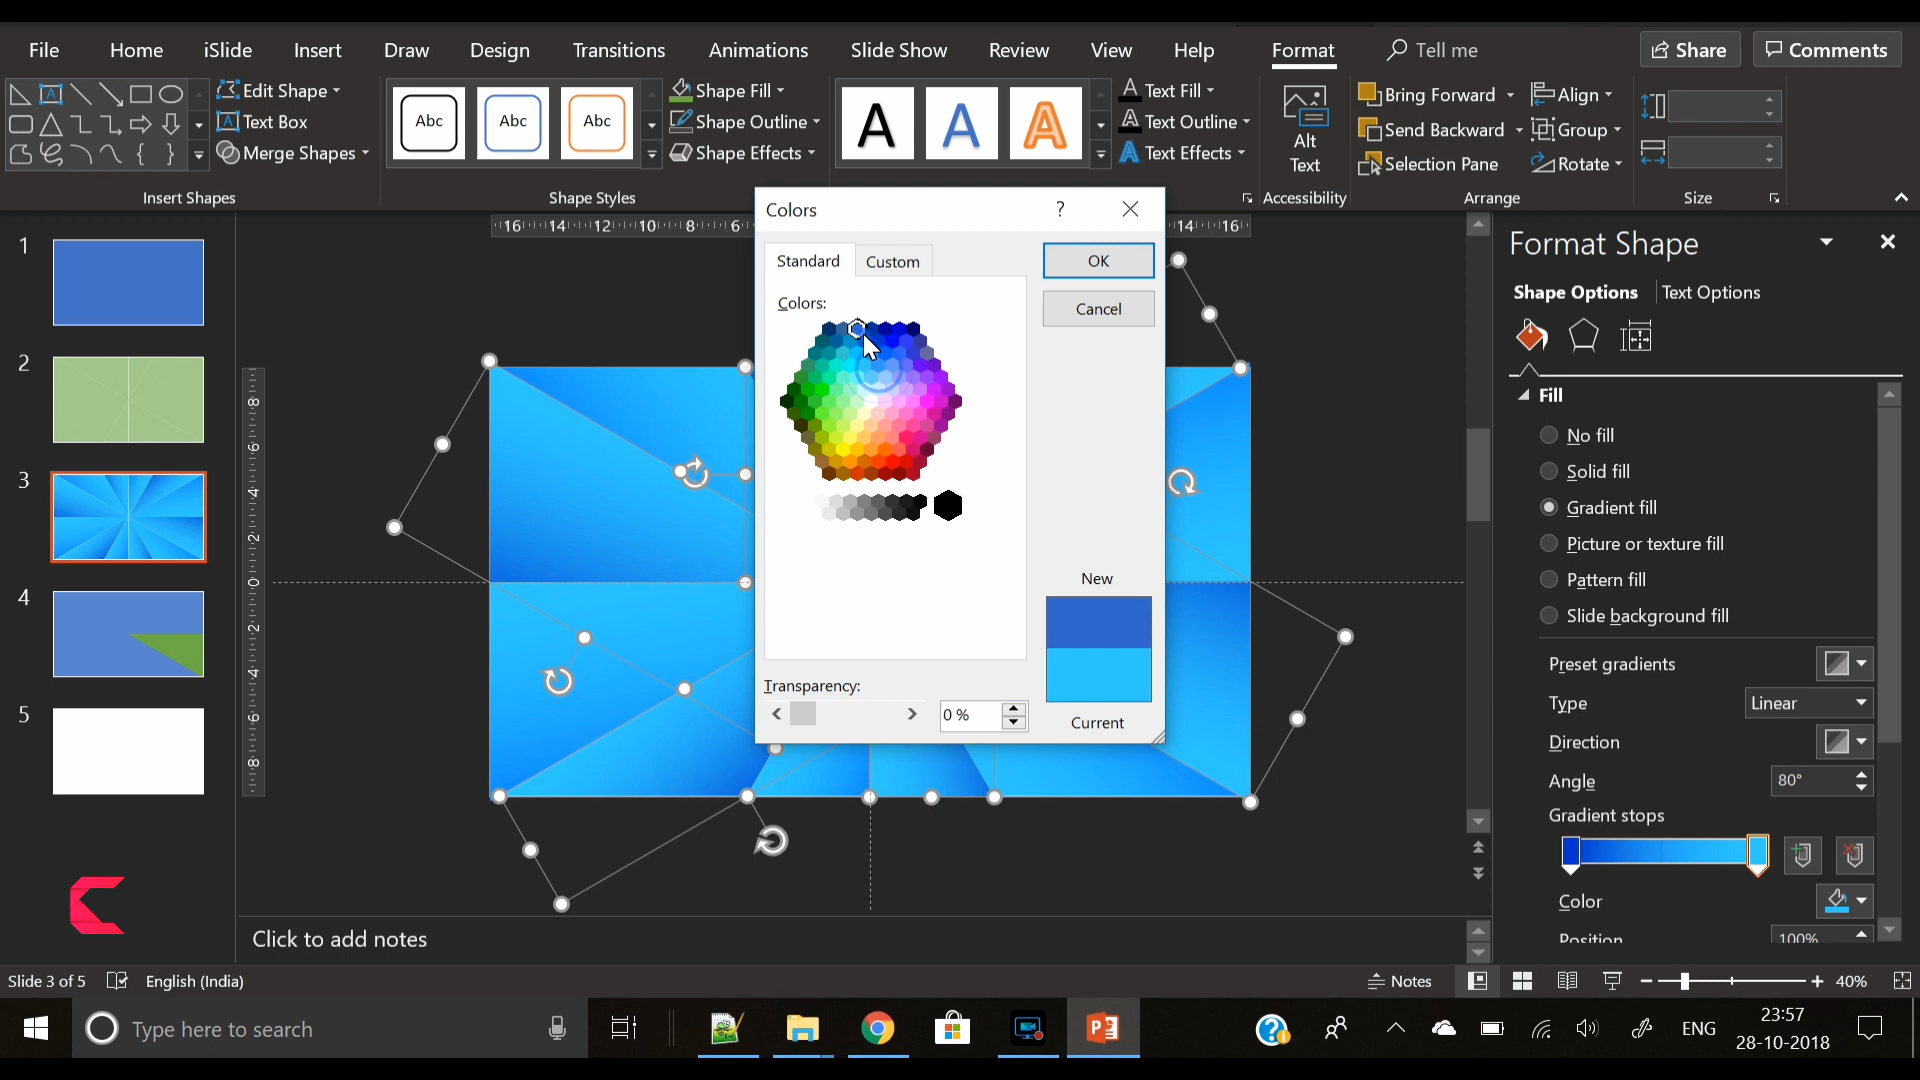 File Home iSlide Insert Draw Design Transitions Animations Slide Show Review View Help Format Tell me Share Comments
Edit Shape
Text Box
Merge Shapes
Insert Shapes
Abc Abc Abc
Shape Fill
Shape Outline
Shape Effects
Shape Styles
A A A
Text Fill
Text Outline
Text Effects
Alt
Text
Accessibility
Bring Forward
Send Backward
Selection Pane
Align
Group
Rotate
Arrange
Size
1
2
3
4
5
Colors
Standard Custom
OK
Cancel
Colors:
New
Current
Transparency:
0 %
Format Shape
Shape Options Text Options
Fill
No fill
Solid fill
Gradient fill
Picture or texture fill
Pattern fill
Slide background fill
Preset gradients
Type Linear
Direction
Angle 80°
Gradient stops
Color
Position 100%
Click to add notes
Slide 3 of 5 English (India) Notes 40%
Type here to search
ENG
23:57
28-10-2018